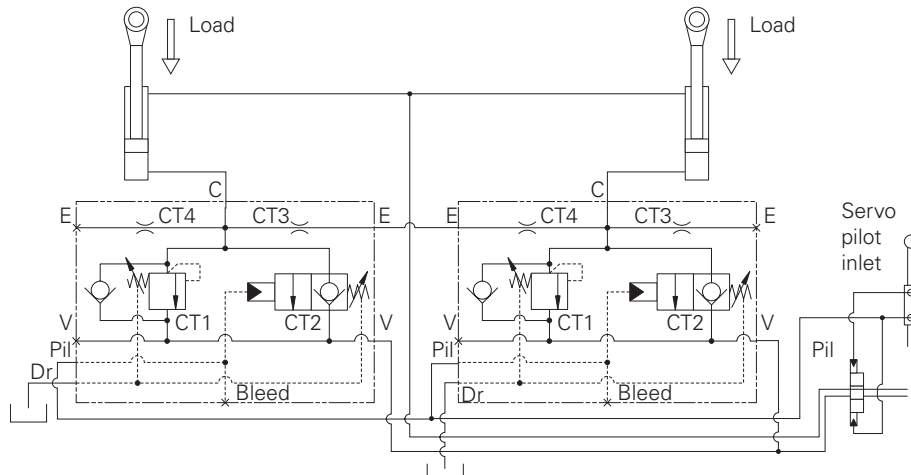 Load
Load
C
C
E
CT4
CT3
E
E
CT4
CT3
E
Servo
pilot
inlet
CT1
CT2
CT1
CT2
V
V
V
V
Pil
Pil
Pil
Dr
Bleed
Dr
Bleed